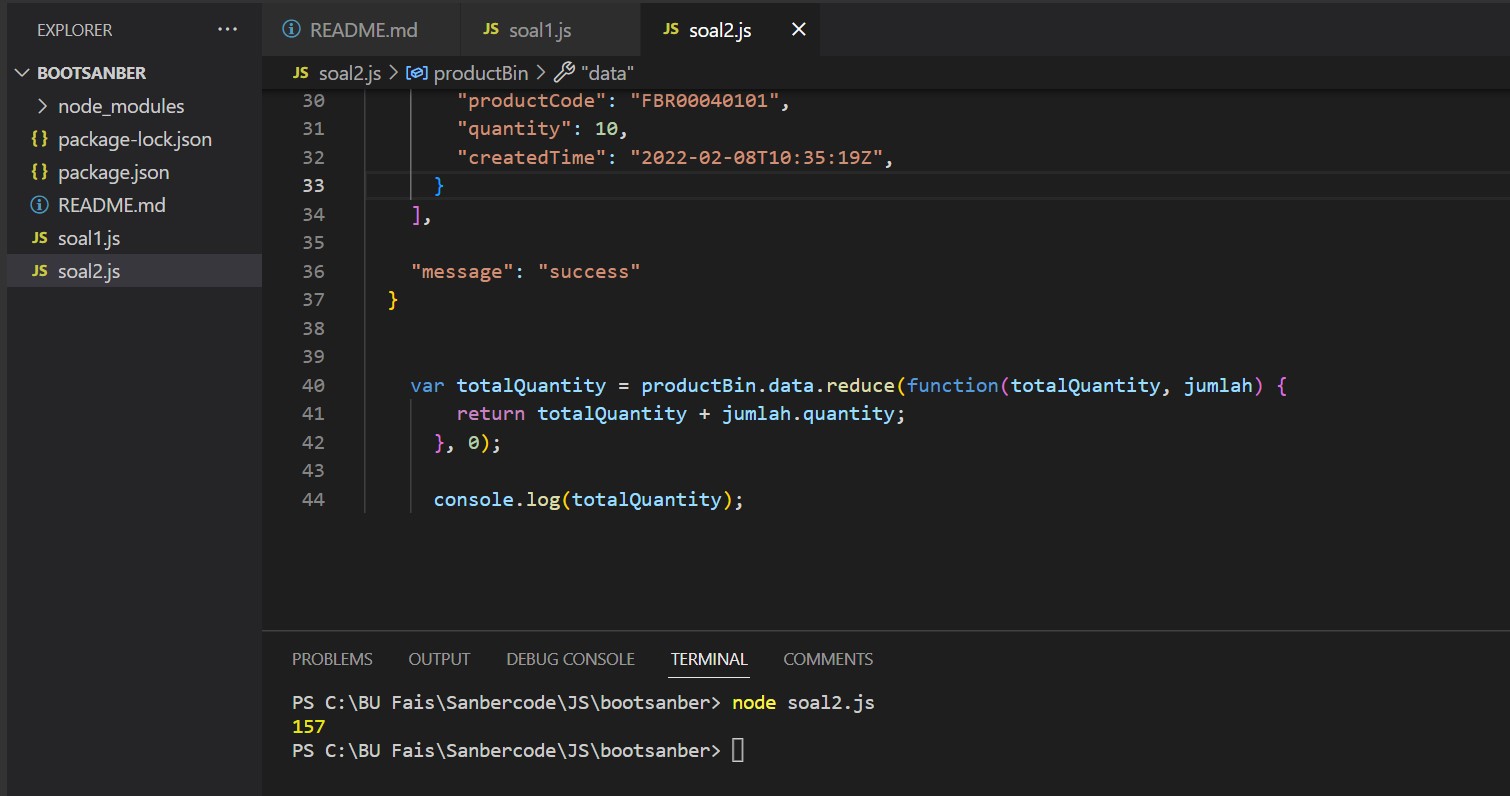 EXPLORER ...
BOOTSANBER
node_modules
{} package-lock.json
{} package.json
README.md
JS soal1.js
JS soal2.js
README.md JS soal1.js JS soal2.js
JS soal2.js > productBin > "data"
30 "productCode": "FBR00040101",
31 "quantity": 10,
32 "createdTime": "2022-02-08T10:35:19Z",
33 }
34 ],
35
36 "message": "success"
37 }
38
39
40 var totalQuantity = productBin.data.reduce(function(totalQuantity, jumlah) {
41 return totalQuantity + jumlah.quantity;
42 }, 0);
43
44 console.log(totalQuantity);
PROBLEMS OUTPUT DEBUG CONSOLE TERMINAL COMMENTS
PS C:\BU Fais\Sanbercode\JS\bootsanber> node soal2.js
157
PS C:\BU Fais\Sanbercode\JS\bootsanber>